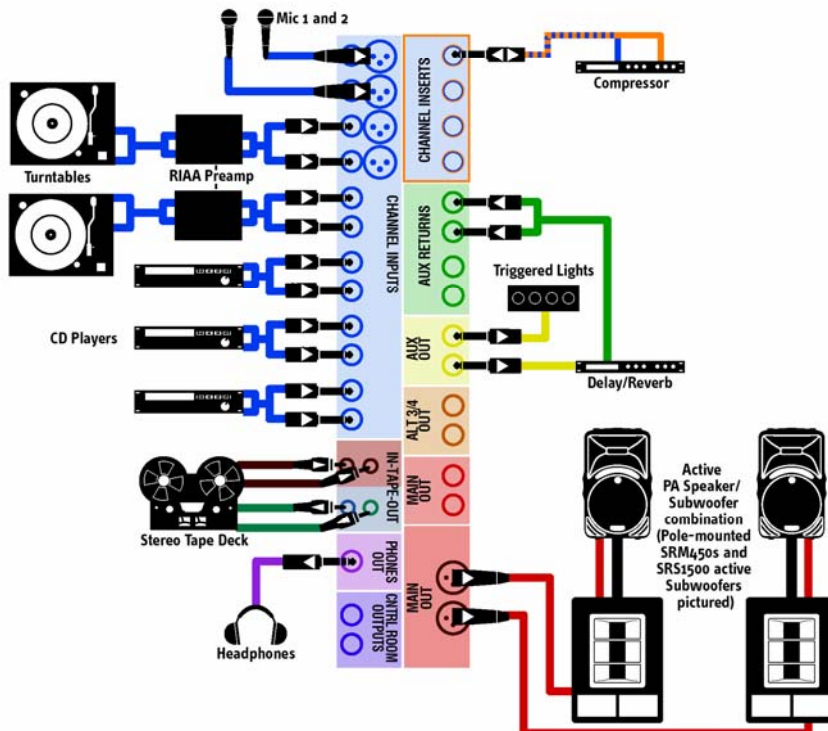 Mic 1 and 2
Compressor
CHANNEL INSERTS
Turntables
RIAA Preamp
CHANNEL INPUTS
AUX RETURNS
Triggered Lights
CD Players
AUX
OUT
Delay/Reverb
ALT 3/4
OUT
IN-TAPE-OUT
MAIN
OUT
Stereo Tape Deck
PHONES
OUT
MAIN
OUT
CNTRL ROOM
OUTPUTS
Headphones
Active
PA Speaker/
Subwoofer
combination
(Pole-mounted
SRM450s and
SRS1500 active
Subwoofers
pictured)